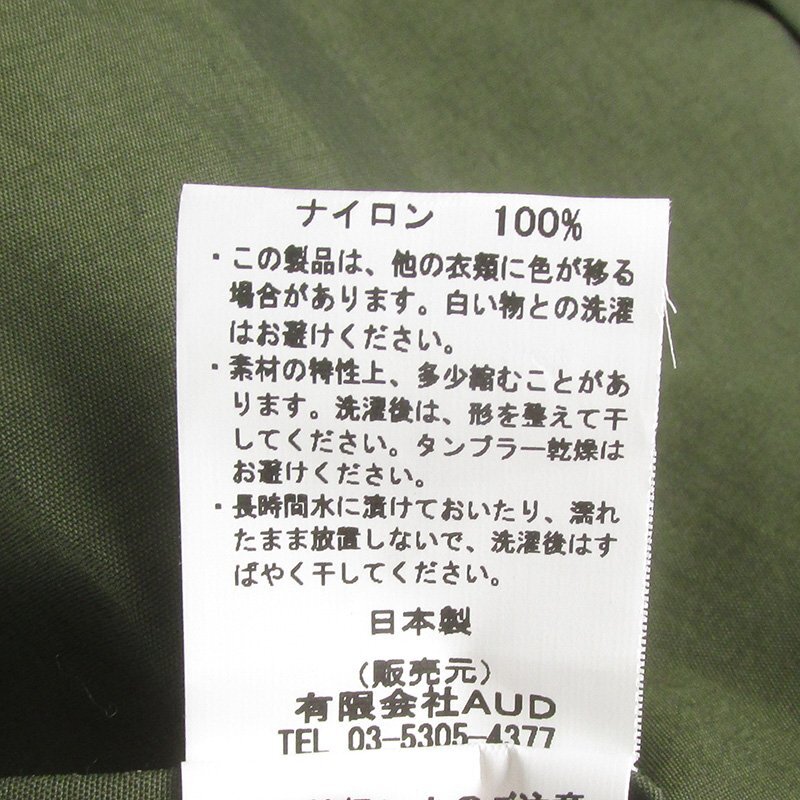 ナイロン 100%
・この製品は、他の衣類に色が移る
場合があります。白い物との洗濯
はお避けください。
・素材の特性上、多少縮むことがあ
ります。洗濯後は、形を整えて干
してください。タンブラー乾燥は
お避けください。
・長時間水に漬けておいたり、濡れ
たまま放置しないで、洗濯後はす
ばやく干してください。
日本製
(販売元)
有限会社AUD
TEL 03-5305-4377
のご注意